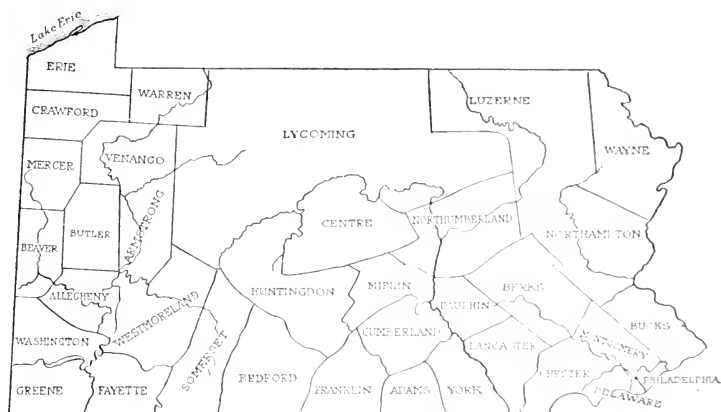 Lake Erie
ERIE
WARREN
CRAWFORD
LUZERNE
LYCOMING
WAYNE
MERCER
VENANGO
ARMSTRONG
CENTRE
NORTHUMBERLAND
NORTHAMPTON
BUTLER
BEAVER
ALLEGHENY
HUNTINGDON
MIFLIN
BERKS
DAUPHIN
WESTMORELAND
CUMBERLAND
BUCKS
WASHINGTON
SOMERSET
LANCASTER
MONTGOMERY
BEDFORD
CHESTER
PHILADELPHIA
GREENE
FAYETTE
FRANKLIN
ADAMS
YORK
DELAWARE